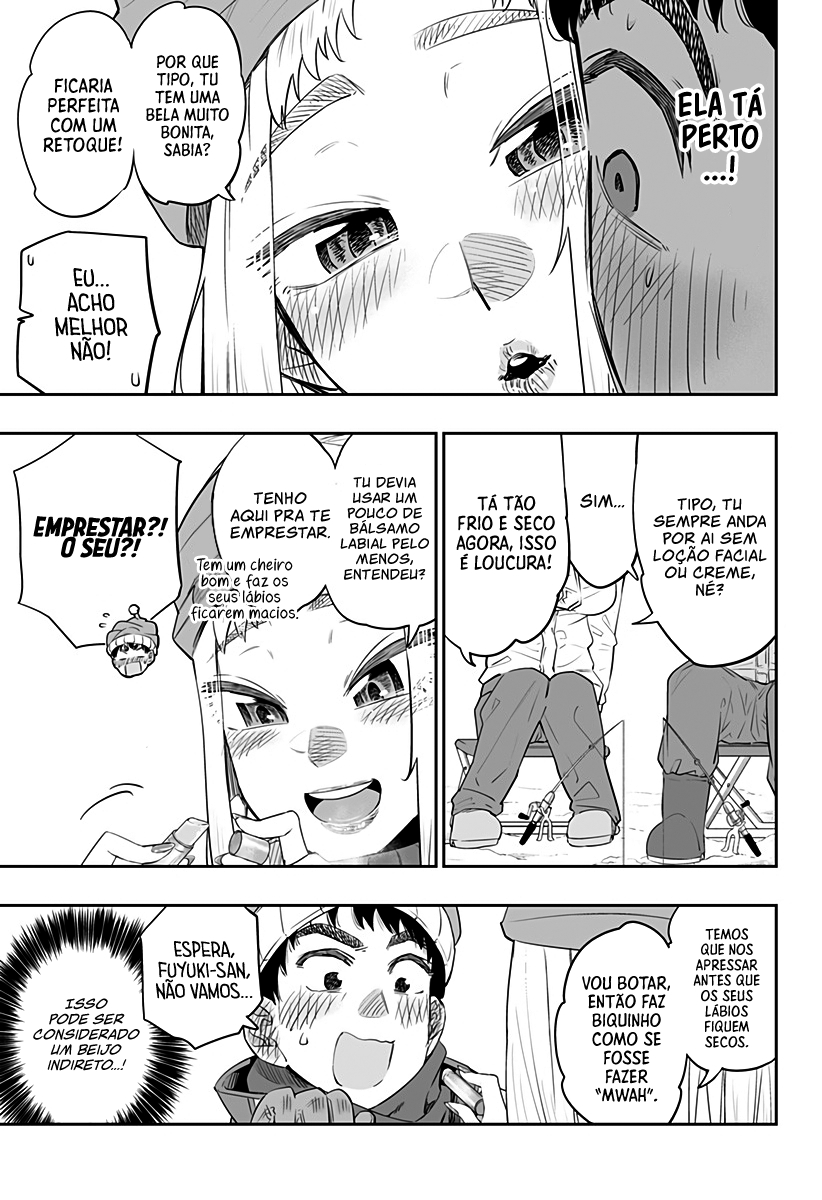 ELA TÁ
PERTO
...!
POR QUE
TIPO, TU
TEM UMA
BELA MUITO
BONITA,
SABIA?
FICARIA
PERFEITA
COM UM
RETOQUE!
EU...
ACHO
MELHOR
NÃO!
TIPO, TU
SEMPRE ANDA
POR AI SEM
LOÇÃO FACIAL
OU CREME,
NÉ?
SIM...
TÁ TÃO
FRIO E SECO
AGORA, ISSO
É LOUCURA!
TU DEVIA
USAR UM
POUCO DE
BÁLSAMO
LABIAL PELO
MENOS,
ENTENDEU?
TENHO
AQUI PRA TE
EMPRESTAR.
Tem um cheiro
bom e faz os
seus lábios
ficarem macios.
EMPRESTAR?!
O SEU?!
TEMOS
QUE NOS
APRESSAR
ANTES QUE
OS SEUS
LÁBIOS
FIQUEM
SECOS.
VOU BOTAR,
ENTÃO FAZ
BIQUINHO
COMO SE
FOSSE
FAZER
“MWAH”.
ESPERA,
FUYUKI-SAN,
NÃO VAMOS...
ISSO
PODE SER
CONSIDERADO
UM BEIJO
INDIRETO...!